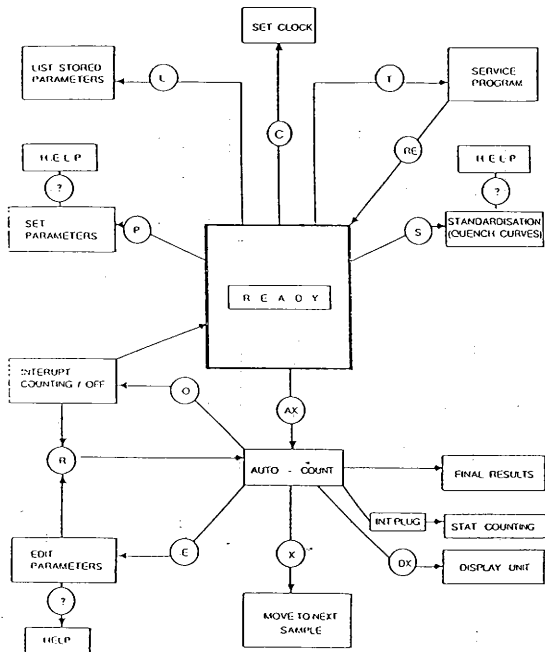 SET CLOCK
LIST STORED
PARAMETERS
L
T
SERVICE
PROGRAM
C
RE
HELP
?
HELP
?
SET
PARAMETERS
P
S
STANDARDISATION
(QUENCH CURVES)
READY
INTERUPT
COUNTING / OFF
O
AX
R
AUTO - COUNT
FINAL RESULTS
INT PLUG
STAT COUNTING
EDIT
PARAMETERS
E
X
DX
DISPLAY UNIT
?
HELP
MOVE TO NEXT
SAMPLE